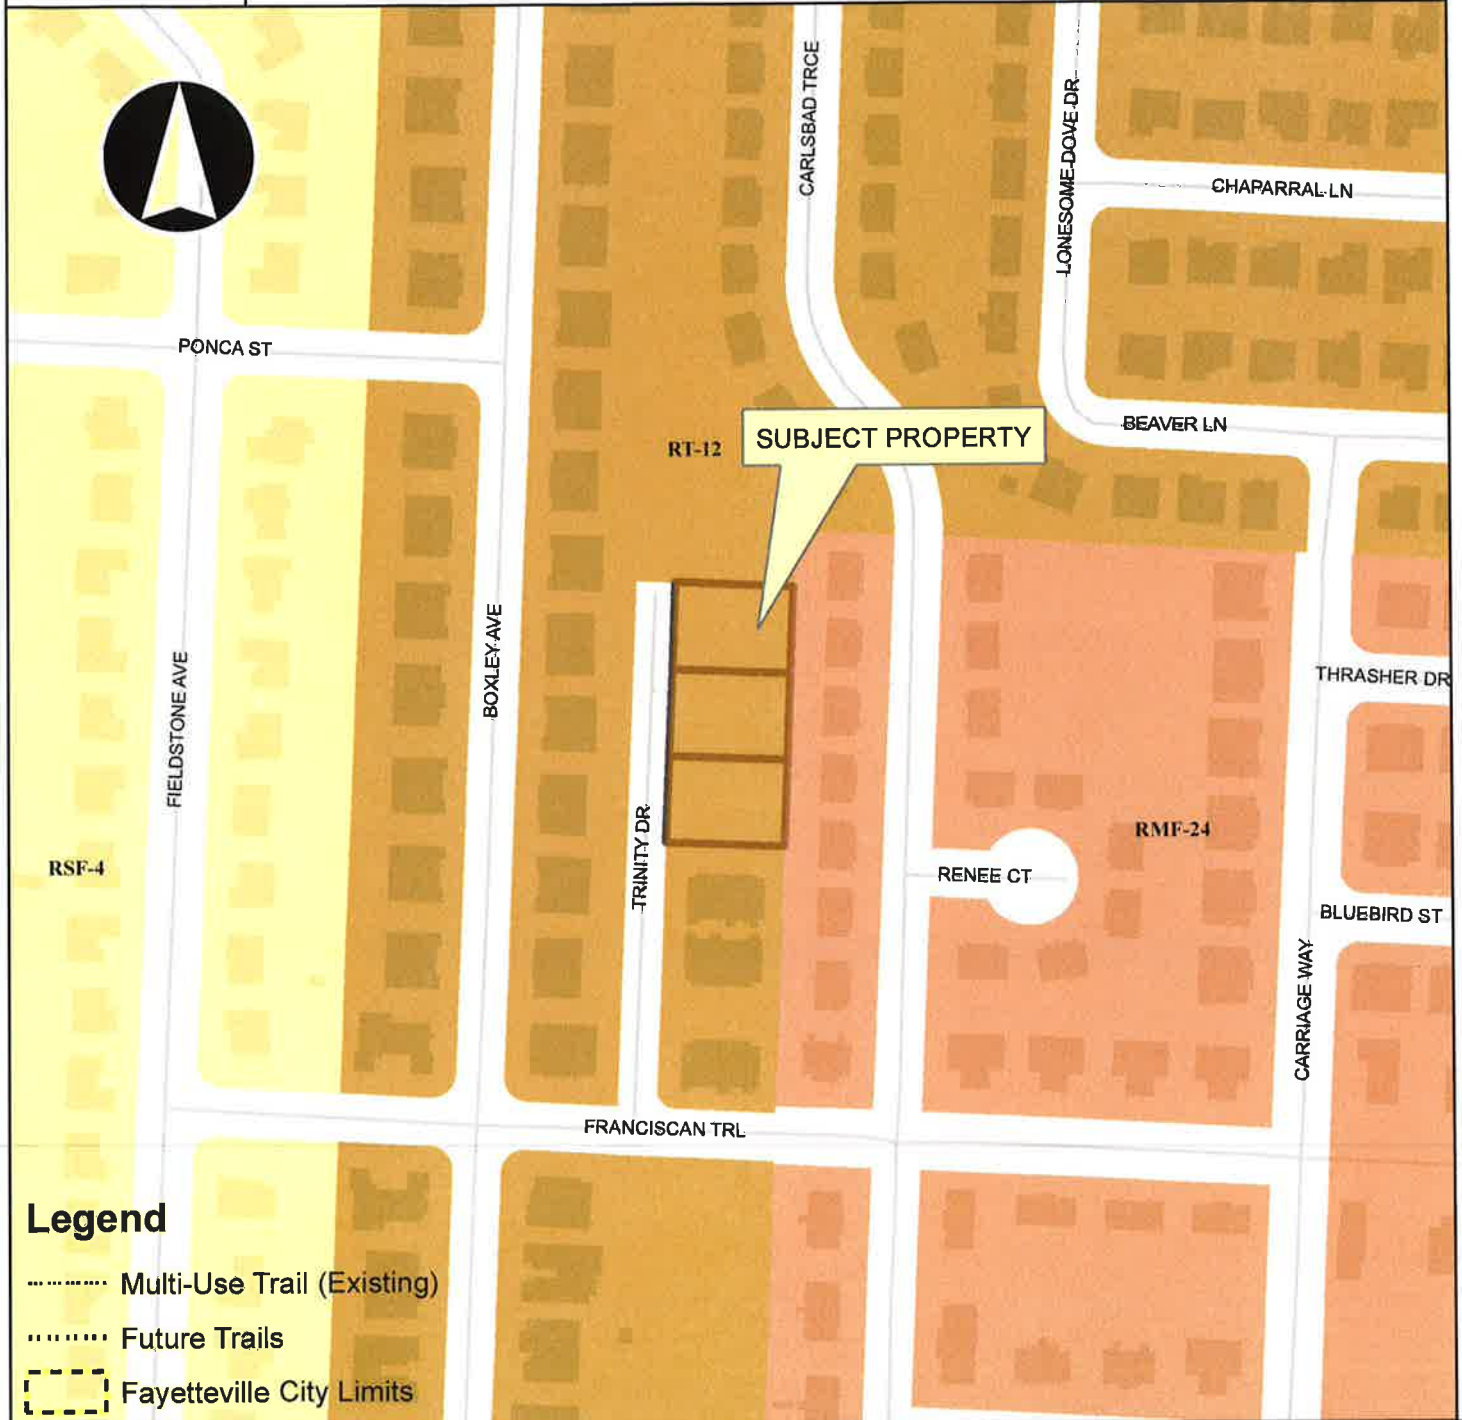 CARLSBAD TRCE
LONESOME DOVE DR
CHAPARRAL LN
PONCA ST
BEAVER LN
RT-12
SUBJECT PROPERTY
FIELDSTONE AVE
BOXLEY AVE
THRASHER DR
TRINITY DR
RMF-24
RSF-4
RENEE CT
BLUEBIRD ST
CARRIAGE WAY
FRANCISCAN TRL
Legend
Multi-Use Trail (Existing)
Future Trails
Fayetteville City Limits